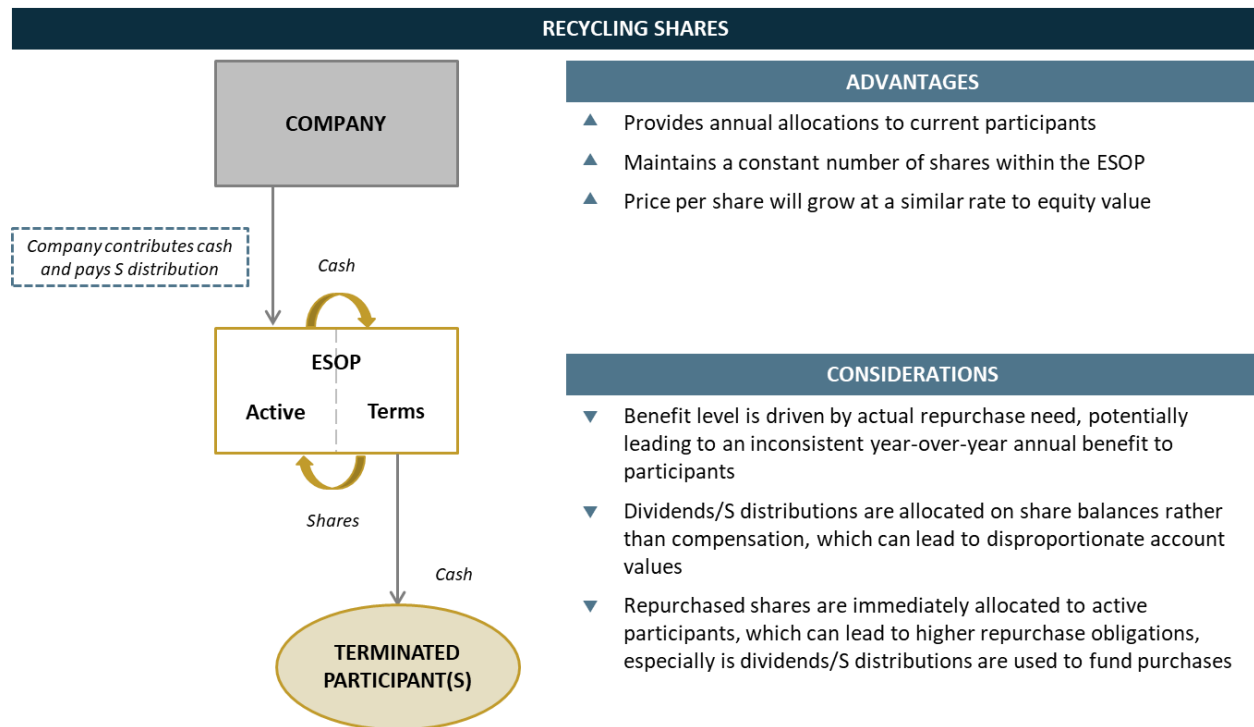 RECYCLING SHARES
COMPANY
Company contributes cash
and pays S distribution
Cash
ESOP
Active
Terms
Shares
Cash
TERMINATED
PARTICIPANT(S)
ADVANTAGES
Provides annual allocations to current participants
Maintains a constant number of shares within the ESOP
Price per share will grow at a similar rate to equity value
CONSIDERATIONS
Benefit level is driven by actual repurchase need, potentially
leading to an inconsistent year-over-year annual benefit to
participants
Dividends/S distributions are allocated on share balances rather
than compensation, which can lead to disproportionate account
values
Repurchased shares are immediately allocated to active
participants, which can lead to higher repurchase obligations,
especially is dividends/S distributions are used to fund purchases